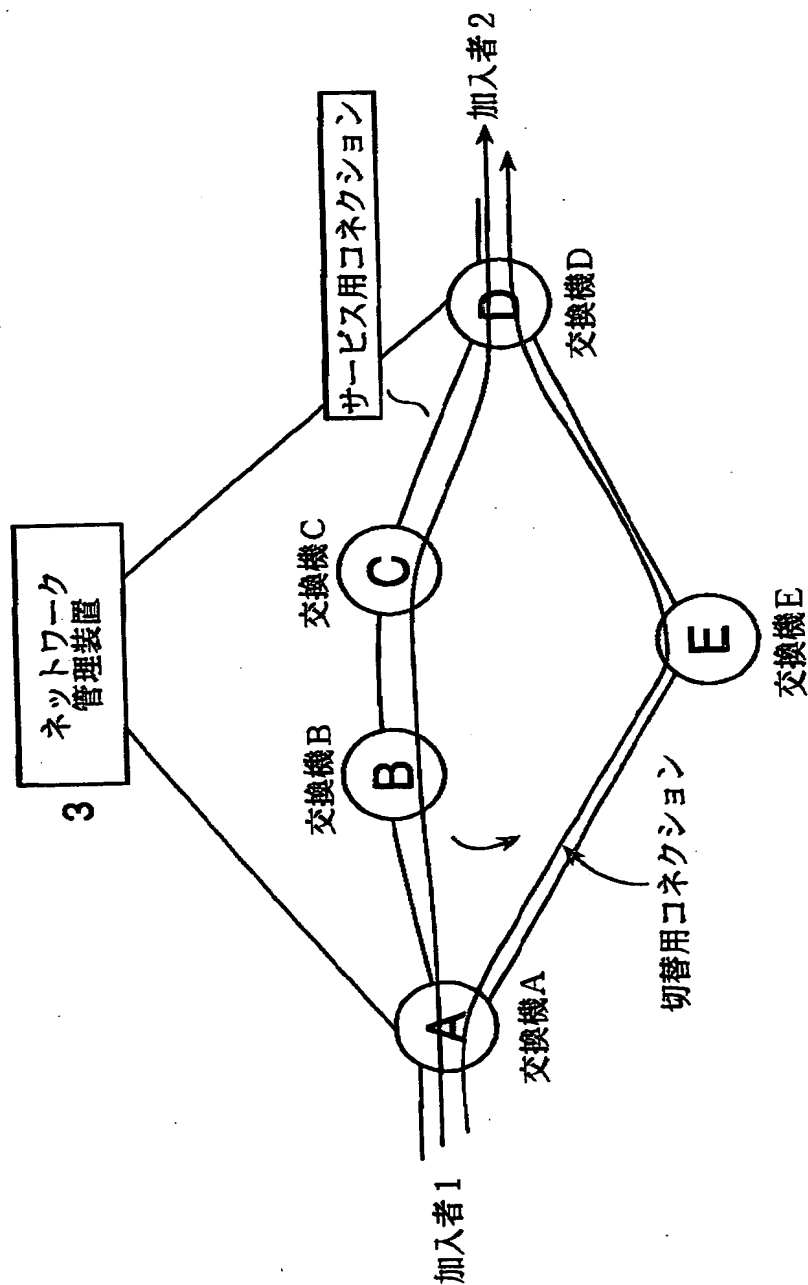 ネットワーク
管理装置
3
サービス用コネクション
交換機B
交換機C
B
C
加入者1
A
交換機A
D
交換機D
加入者2
切替用コネクション
E
交換機E